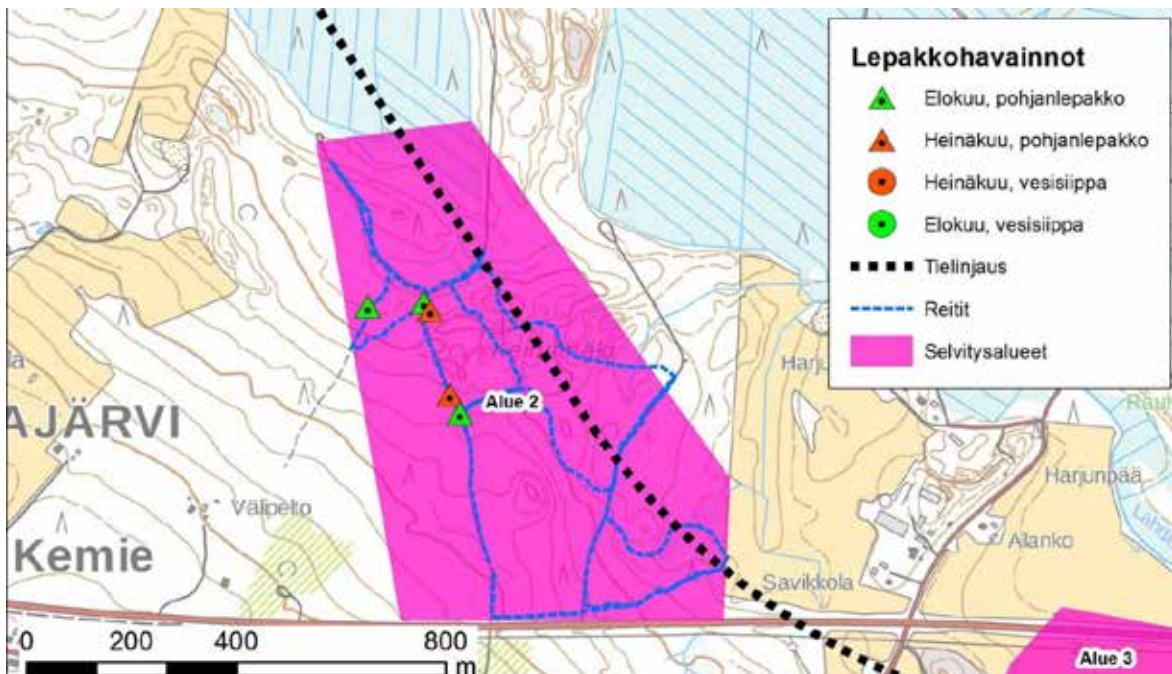 Lepakkohavainnot
Elokuu, pohjanlepakko
Heinäkuu, pohjanlepakko
Heinäkuu, vesisiippa
Elokuu, vesisiippa
Tielinjaus
Reitit
Selvitysalueet
Alue 2
AJÄRVI
Välipelto
Kemie
Harjunpää
Alanko
Savikkola
Alue 3
0 200 400 800
m